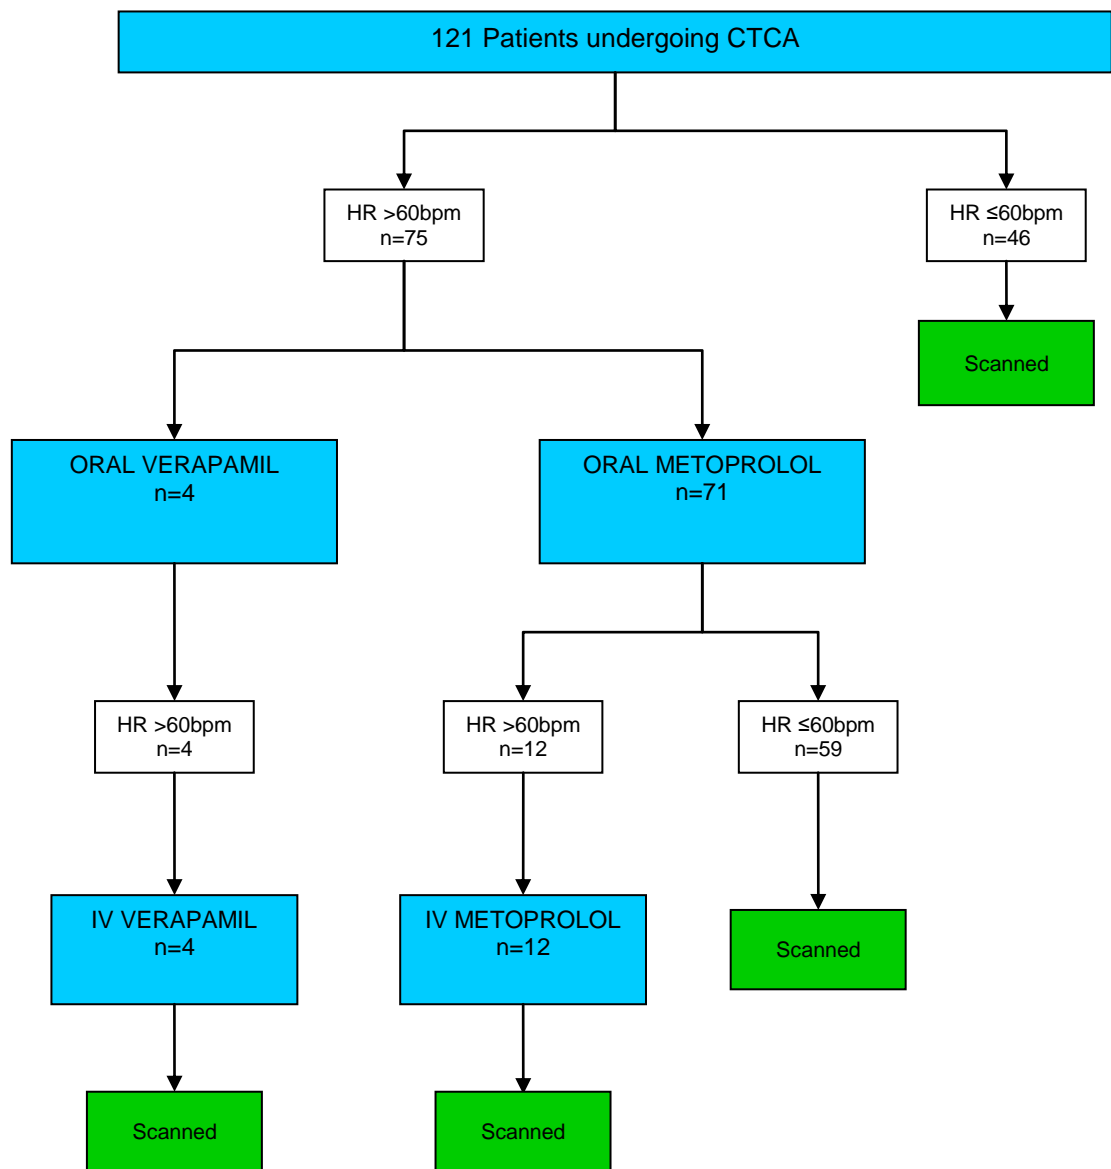 121 Patients undergoing CTCA
HR >60bpm
n=75
HR ≤60bpm
n=46
Scanned
ORAL VERAPAMIL
n=4
ORAL METOPROLOL
n=71
HR >60bpm
n=4
HR >60bpm
n=12
HR ≤60bpm
n=59
IV VERAPAMIL
n=4
IV METOPROLOL
n=12
Scanned
Scanned
Scanned